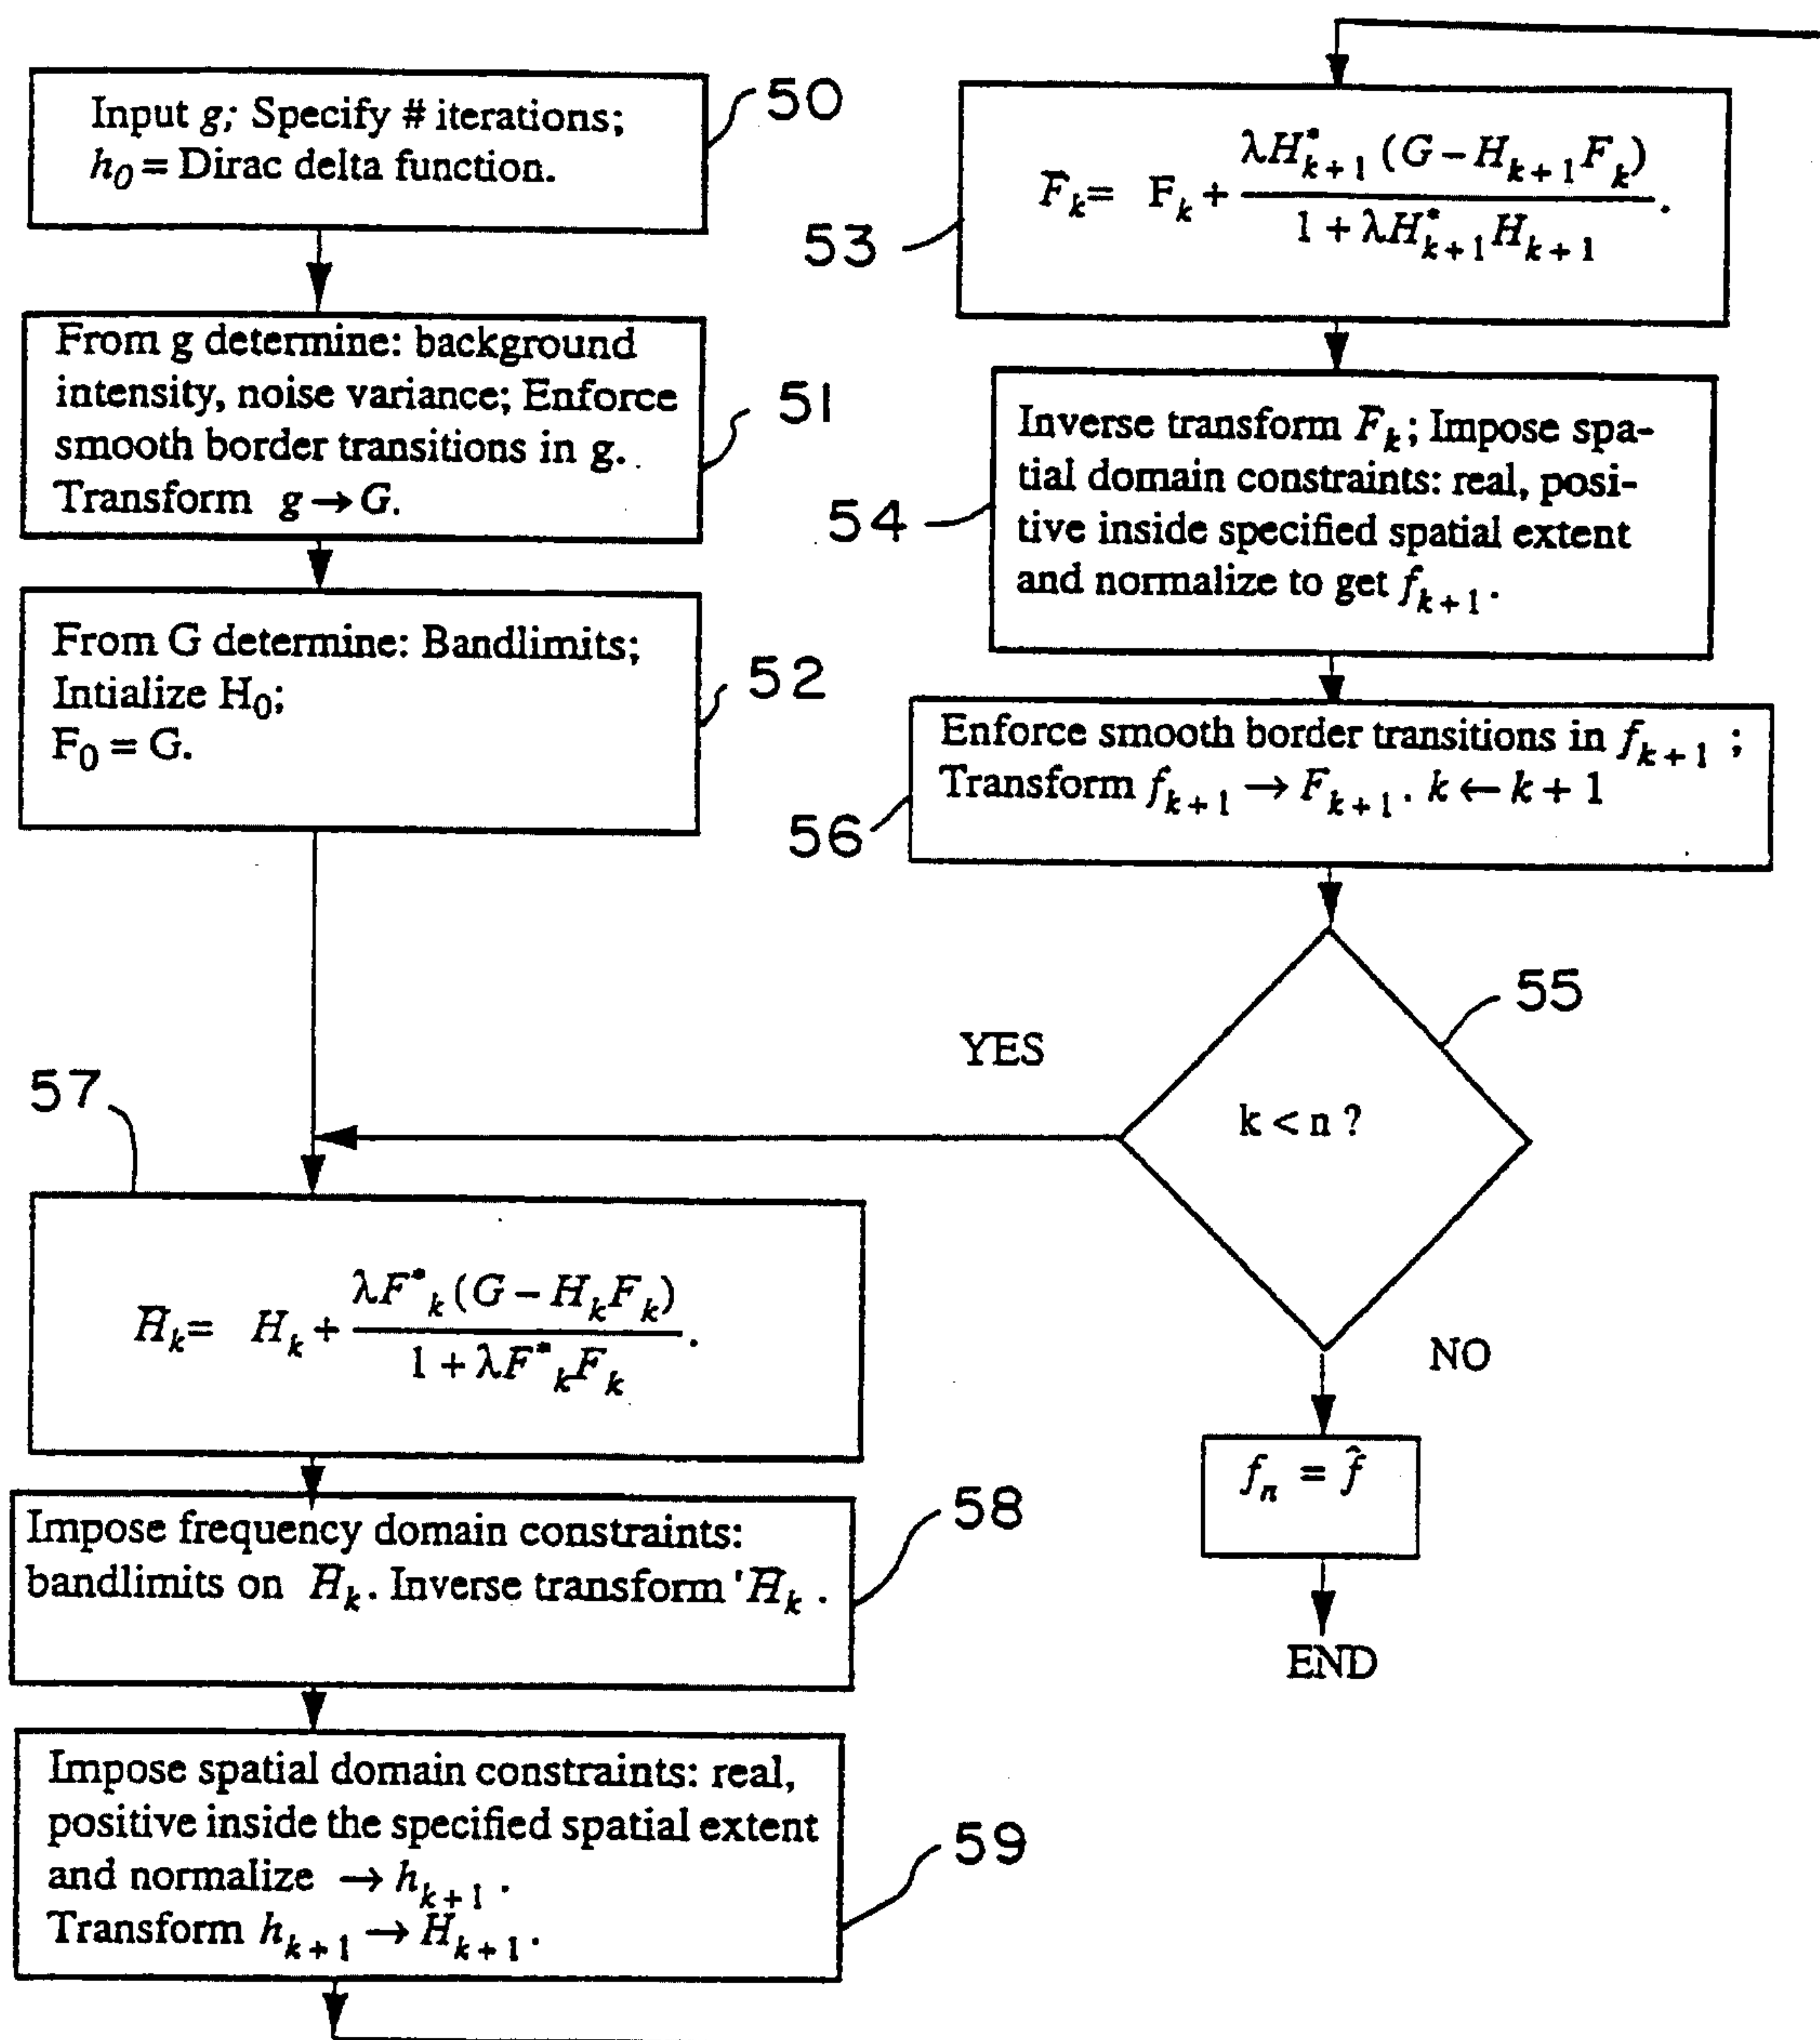 Input g; Specify # iterations;
h₀ = Dirac delta function.
50
From g determine: background
intensity, noise variance; Enforce
smooth border transitions in g.
Transform g → G.
51
From G determine: Bandlimits;
Intialize H₀;
F₀ = G.
52
57
H̄ₖ = Hₖ + λF*ₖ(G − HₖFₖ) / 1 + λF*ₖFₖ.
Impose frequency domain constraints:
bandlimits on H̄ₖ. Inverse transform 'H̄ₖ.
58
Impose spatial domain constraints: real,
positive inside the specified spatial extent
and normalize → hₖ₊₁.
Transform hₖ₊₁ → Hₖ₊₁.
59
F̄ₖ = Fₖ + λH*ₖ₊₁ (G − Hₖ₊₁Fₖ) / 1 + λH*ₖ₊₁Hₖ₊₁.
53
Inverse transform F̄ₖ; Impose spa-
tial domain constraints: real, posi-
tive inside specified spatial extent
and normalize to get fₖ₊₁.
54
Enforce smooth border transitions in fₖ₊₁;
Transform fₖ₊₁ → Fₖ₊₁. k ← k + 1
56
55
YES
k < n ?
NO
fₙ = f̂
END